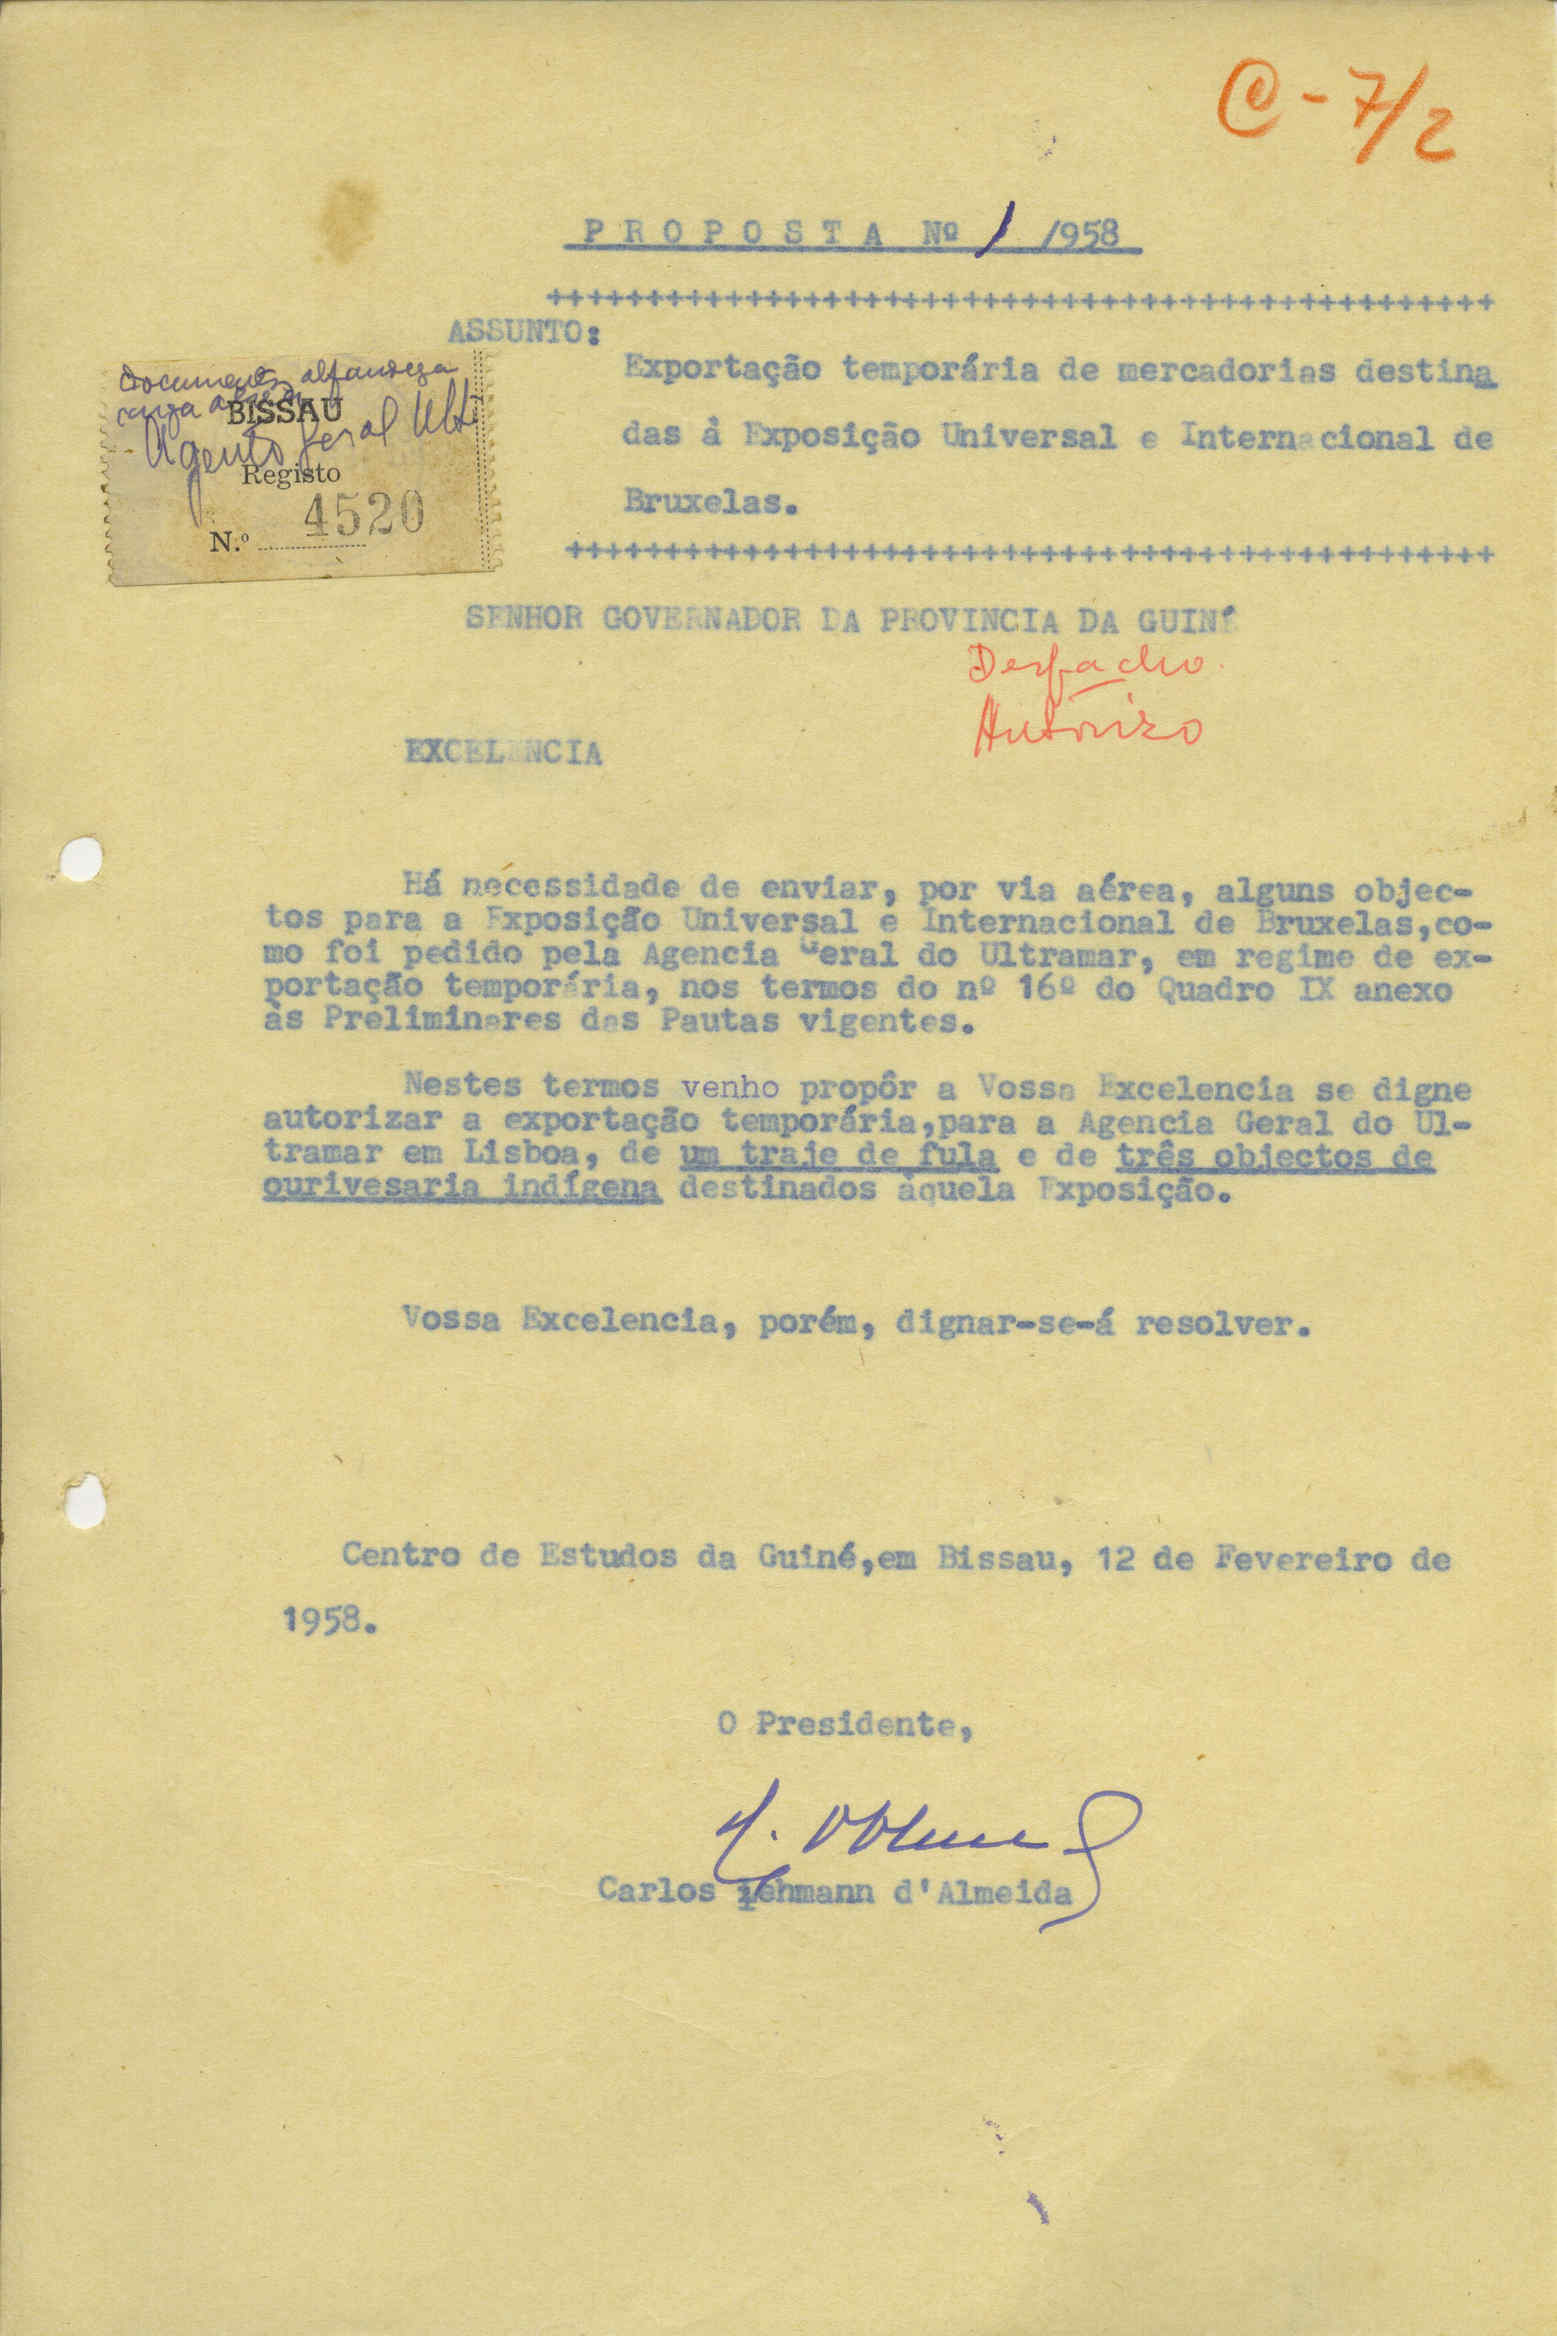 C-7/2
PROPOSTA Nº 1 /1958
++++++++++++++++++++++++++++++++++++++++++++++++
ASSUNTO:
Exportação temporária de mercadorias destina
das à Exposição Universal e Internacional de
Bruxelas.
+++++++++++++++++++++++++++++++++++++++++++++++
alfandega
carga
BISSAU
Geral Ult
Registo
4520
N.º
SENHOR GOVERNADOR DA PROVINCIA DA GUINÉ
Despacho.
Autorizo
EXCELENCIA
Há necessidade de enviar, por via aérea, alguns objec-
tos para a Exposição Universal e Internacional de Bruxelas,co-
mo foi pedido pela Agencia Geral do Ultramar, em regime de ex-
portação temporária, nos termos do nº 16º do Quadro IX anexo
às Preliminares das Pautas vigentes.
Nestes termos venho propôr a Vossa Excelencia se digne
autorizar a exportação temporária,para a Agencia Geral do Ul-
tramar em Lisboa, de um traje de fula e de três objectos de
ourivesaria indígena destinados àquela Exposição.
Vossa Excelencia, porém, dignar-se-á resolver.
Centro de Estudos da Guiné,em Bissau, 12 de Fevereiro de
1958.
O Presidente,
Carlos Lehmann d'Almeida